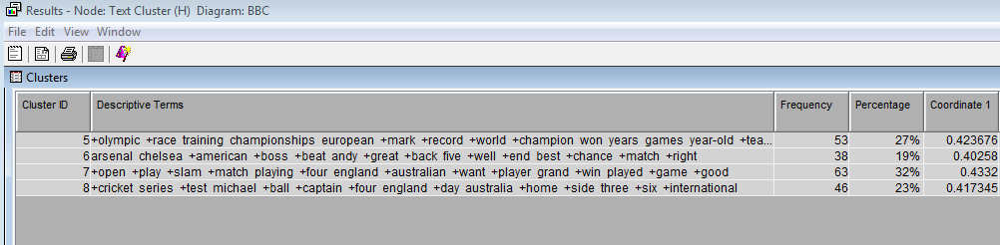 Results - Node: Text Cluster (H)  Diagram: BBC
File Edit View Window
Clusters
Cluster ID Descriptive Terms Frequency Percentage Coordinate 1
5 +olympic +race training championships european +mark +record +world +champion won years games year-old +tea... 53 27% 0.423676
6 arsenal chelsea +american +boss +beat andy +great +back five +well +end best +chance +match +right 38 19% 0.40258
7 +open +play +slam +match playing +four england +australian +want +player grand +win played +game +good 63 32% 0.4332
8 +cricket series +test michael +ball +captain +four england +day australia +home +side three +six +international 46 23% 0.417345